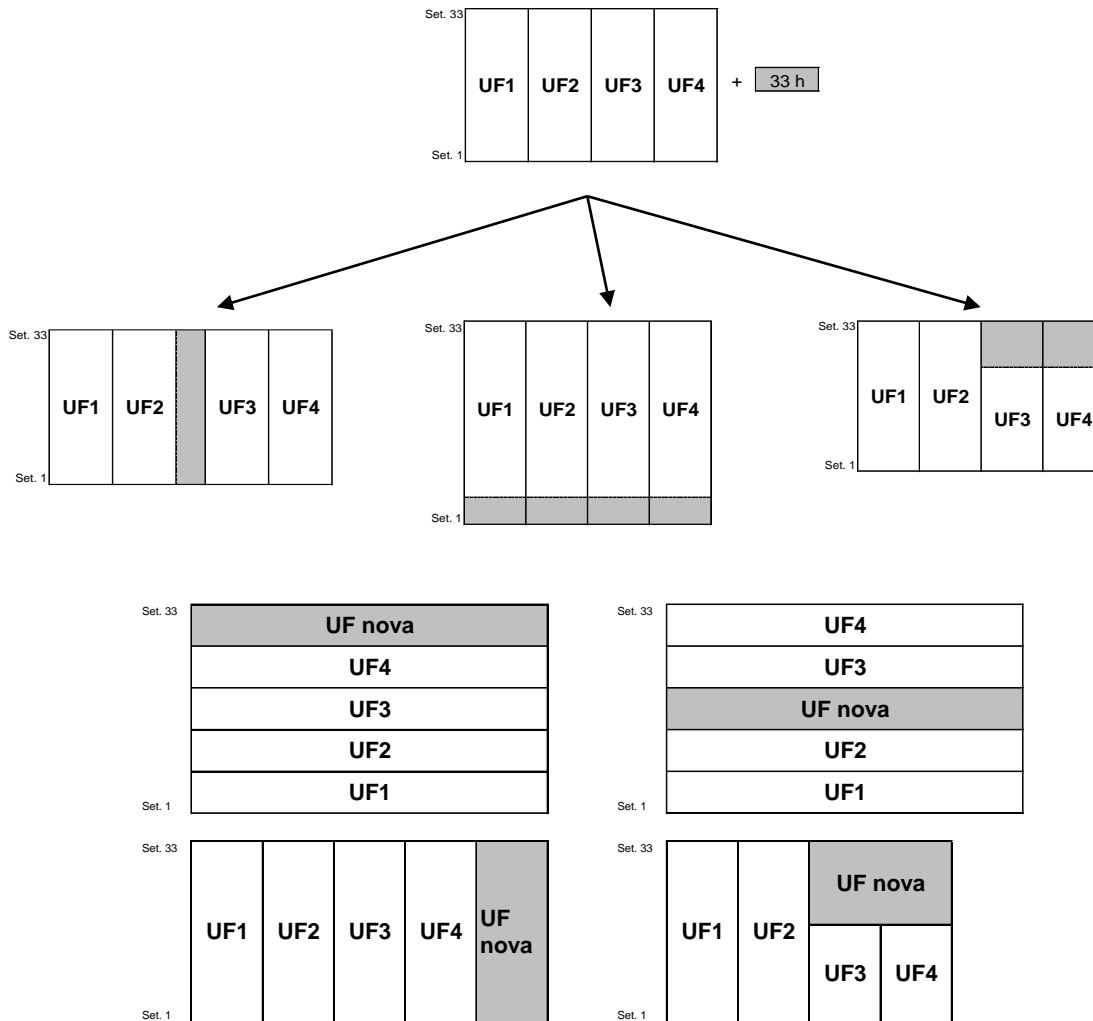 Set. 33
UF1 UF2 UF3 UF4 + 33 h
Set. 1
Set. 33
UF1 UF2 UF3 UF4
Set. 1
Set. 33
UF1 UF2 UF3 UF4
Set. 1
Set. 33
UF1 UF2 UF3 UF4
Set. 1
Set. 33
UF nova
UF4
UF3
UF2
UF1
Set. 1
Set. 33
UF4
UF3
UF nova
UF2
UF1
Set. 1
Set. 33
UF1 UF2 UF3 UF4 UF
nova
Set. 1
Set. 33
UF nova
UF1 UF2
UF3 UF4
Set. 1